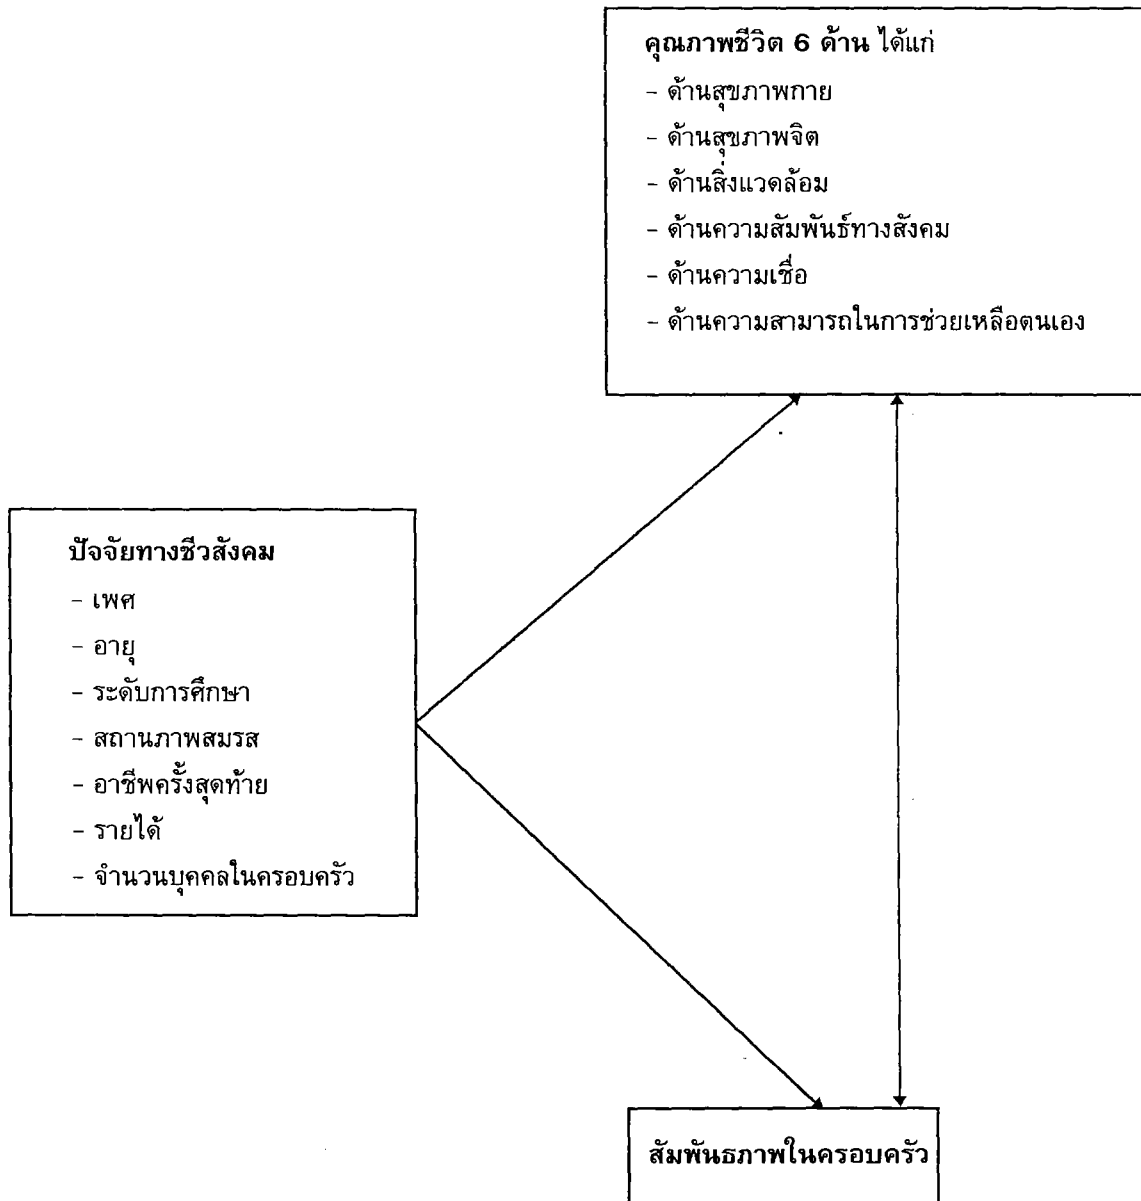 คุณภาพชีวิต 6 ด้าน ได้แก่
- ด้านสุขภาพกาย
- ด้านสุขภาพจิต
- ด้านสิ่งแวดล้อม
- ด้านความสัมพันธ์ทางสังคม
- ด้านความเชื่อ
- ด้านความสามารถในการช่วยเหลือตนเอง
ปัจจัยทางชีวสังคม
- เพศ
- อายุ
- ระดับการศึกษา
- สถานภาพสมรส
- อาชีพครั้งสุดท้าย
- รายได้
- จำนวนบุคคลในครอบครัว
สัมพันธภาพในครอบครัว